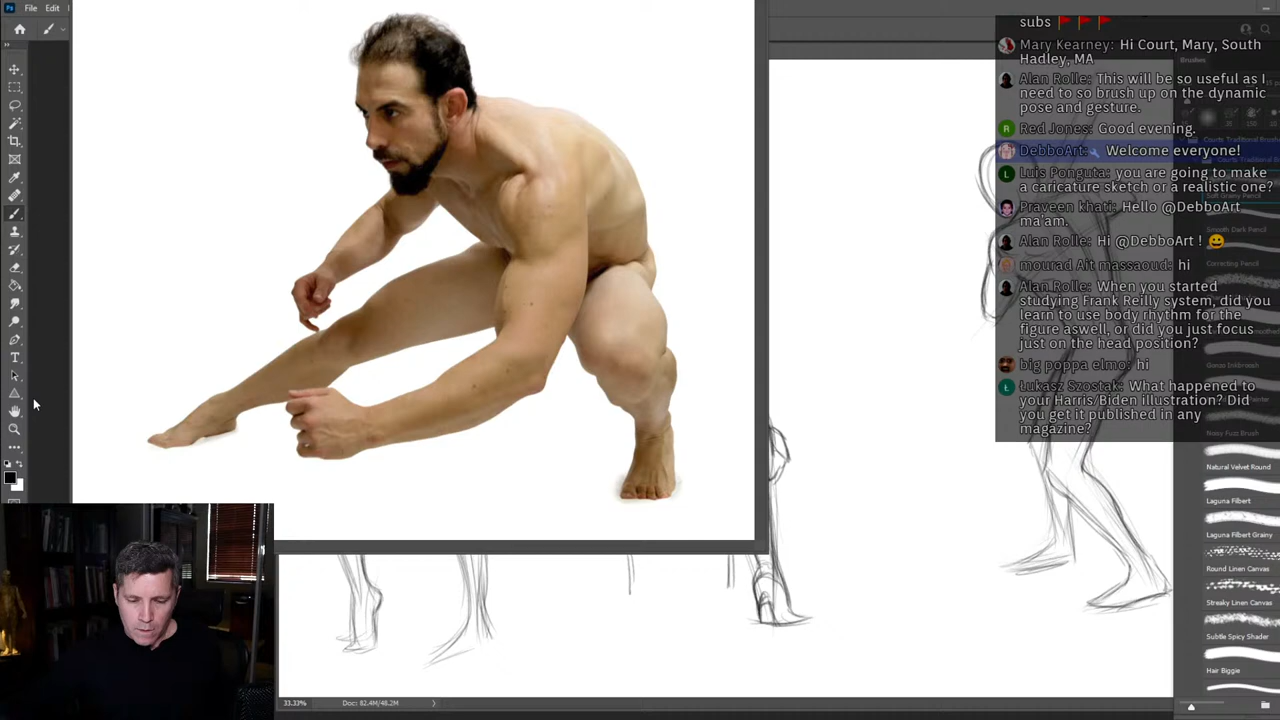 File Edit
subs
Mary Kearney: Hi Court, Mary, South
Hadley, MA
Alan Rolle: This will be so useful as I
need to so brush up on the dynamic
pose and gesture.
Red Jones: Good evening.
DebboArt: Welcome everyone!
Luis Ponguta: you are going to make
a caricature sketch or a realistic one?
Praveen khati: Hello @DebboArt
ma'am.
Alan Rolle: Hi @DebboArt !
mourad Ait massaoud: hi
Alan Rolle: When you started
studying Frank Reilly system, did you
learn to use body rhythm for the
figure aswell, or did you just focus
just on the head position?
big poppa elmo: hi
Łukasz Szostak: What happened to
your Harris/Biden illustration? Did
you get it published in any
magazine?
Brushes
Natural Velvet Round
Laguna Filbert
Laguna Filbert Grainy
Round Linen Canvas
Streaky Linen Canvas
Subtle Spicy Shader
Hair Biggie
33.33% Doc: 82.4M/48.2M